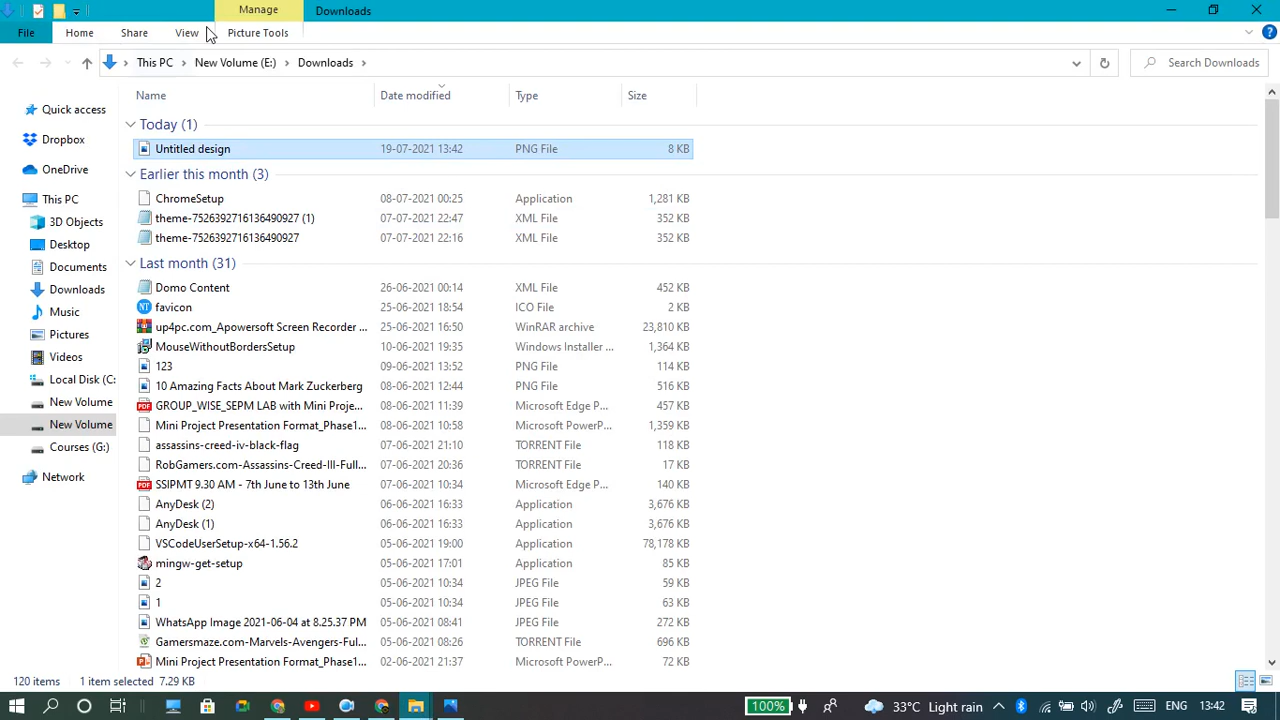 Manage
Downloads
File
Home
Share
View
Picture Tools
This PC
New Volume (E:)
Downloads
Search Downloads
Name
Date modified
Type
Size
Quick access
Dropbox
OneDrive
This PC
3D Objects
Desktop
Documents
Downloads
Music
Pictures
Videos
Local Disk (C:
New Volume
New Volume
Courses (G:)
Network
Today (1)
Untitled design 19-07-2021 13:42 PNG File 8 KB
Earlier this month (3)
ChromeSetup 08-07-2021 00:25 Application 1,281 KB
theme-7526392716136490927 (1) 07-07-2021 22:47 XML File 352 KB
theme-7526392716136490927 07-07-2021 22:16 XML File 352 KB
Last month (31)
Domo Content 26-06-2021 00:14 XML File 452 KB
NT favicon 25-06-2021 18:54 ICO File 2 KB
up4pc.com_Apowersoft Screen Recorder ... 25-06-2021 16:50 WinRAR archive 23,810 KB
MouseWithoutBordersSetup 10-06-2021 19:35 Windows Installer ... 1,364 KB
123 09-06-2021 13:52 PNG File 114 KB
10 Amazing Facts About Mark Zuckerberg 08-06-2021 12:44 PNG File 516 KB
PDF GROUP_WISE_SEPM LAB with Mini Proje... 08-06-2021 11:39 Microsoft Edge P... 457 KB
Mini Project Presentation Format_Phase1... 08-06-2021 10:58 Microsoft PowerP... 1,359 KB
assassins-creed-iv-black-flag 07-06-2021 21:10 TORRENT File 118 KB
RobGamers.com-Assassins-Creed-III-Full... 07-06-2021 20:36 TORRENT File 17 KB
PDF SSIPMT 9.30 AM - 7th June to 13th June 07-06-2021 10:34 Microsoft Edge P... 140 KB
AnyDesk (2) 06-06-2021 16:33 Application 3,676 KB
AnyDesk (1) 06-06-2021 16:33 Application 3,676 KB
VSCodeUserSetup-x64-1.56.2 05-06-2021 19:00 Application 78,178 KB
mingw-get-setup 05-06-2021 17:01 Application 85 KB
2 05-06-2021 10:34 JPEG File 59 KB
1 05-06-2021 10:34 JPEG File 63 KB
WhatsApp Image 2021-06-04 at 8.25.37 PM 05-06-2021 08:41 JPEG File 272 KB
Gamersmaze.com-Marvels-Avengers-Ful... 05-06-2021 08:26 TORRENT File 696 KB
Mini Project Presentation Format_Phase1... 02-06-2021 21:37 Microsoft PowerP... 72 KB
120 items 1 item selected 7.29 KB
100% 33°C Light rain ENG 13:42